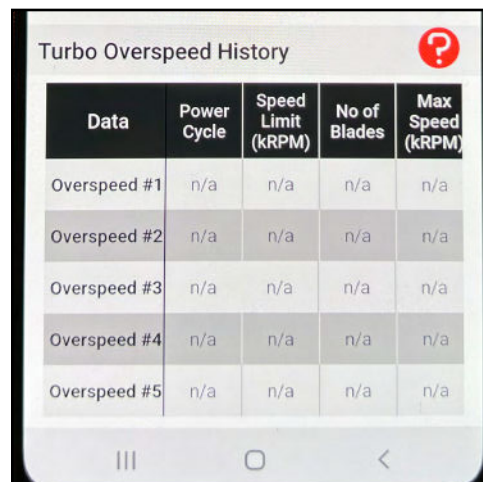 Turbo Overspeed History
?
Data Power Cycle Speed Limit (kRPM) No of Blades Max Speed (kRPM)
Overspeed #1 n/a n/a n/a n/a
Overspeed #2 n/a n/a n/a n/a
Overspeed #3 n/a n/a n/a n/a
Overspeed #4 n/a n/a n/a n/a
Overspeed #5 n/a n/a n/a n/a